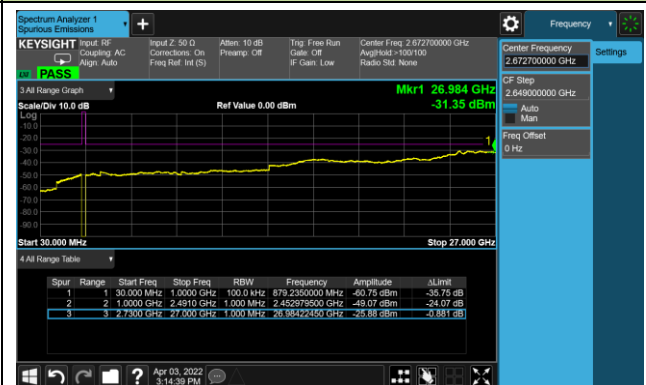 Spectrum Analyzer 1
Spurious Emissions
Frequency
KEYSIGHT Input: RF Input Z: 50 Ω Atten: 10 dB Trig: Free Run Center Freq: 2.672700000 GHz
Coupling: AC Corrections: On Preamp: Off Gate: Off Avg|Hold:>100/100
Align: Auto Freq Ref: Int (S) IF Gain: Low Radio Std: None
PASS
Center Frequency
2.672700000 GHz
Settings
CF Step
2.649000000 GHz
Auto
Man
Freq Offset
0 Hz
3 All Range Graph
Mkr1 26.984 GHz
Scale/Div 10.0 dB Ref Value 0.00 dBm -31.35 dBm
Log
-10.0
-20.0
-30.0
-40.0
-50.0
-60.0
-70.0
-80.0
-90.0
1
Start 30.000 MHz Stop 27.000 GHz
4 All Range Table
Spur Range Start Freq Stop Freq RBW Frequency Amplitude ΔLimit
1 1 30.000 MHz 1.0000 GHz 100.0 kHz 879.2350000 MHz -60.75 dBm -35.75 dB
2 2 1.0000 GHz 2.4910 GHz 1.000 MHz 2.452979500 GHz -49.07 dBm -24.07 dB
3 3 2.7300 GHz 27.000 GHz 1.000 MHz 26.98422450 GHz -25.88 dBm -0.881 dB
Apr 03, 2022
3:14:39 PM